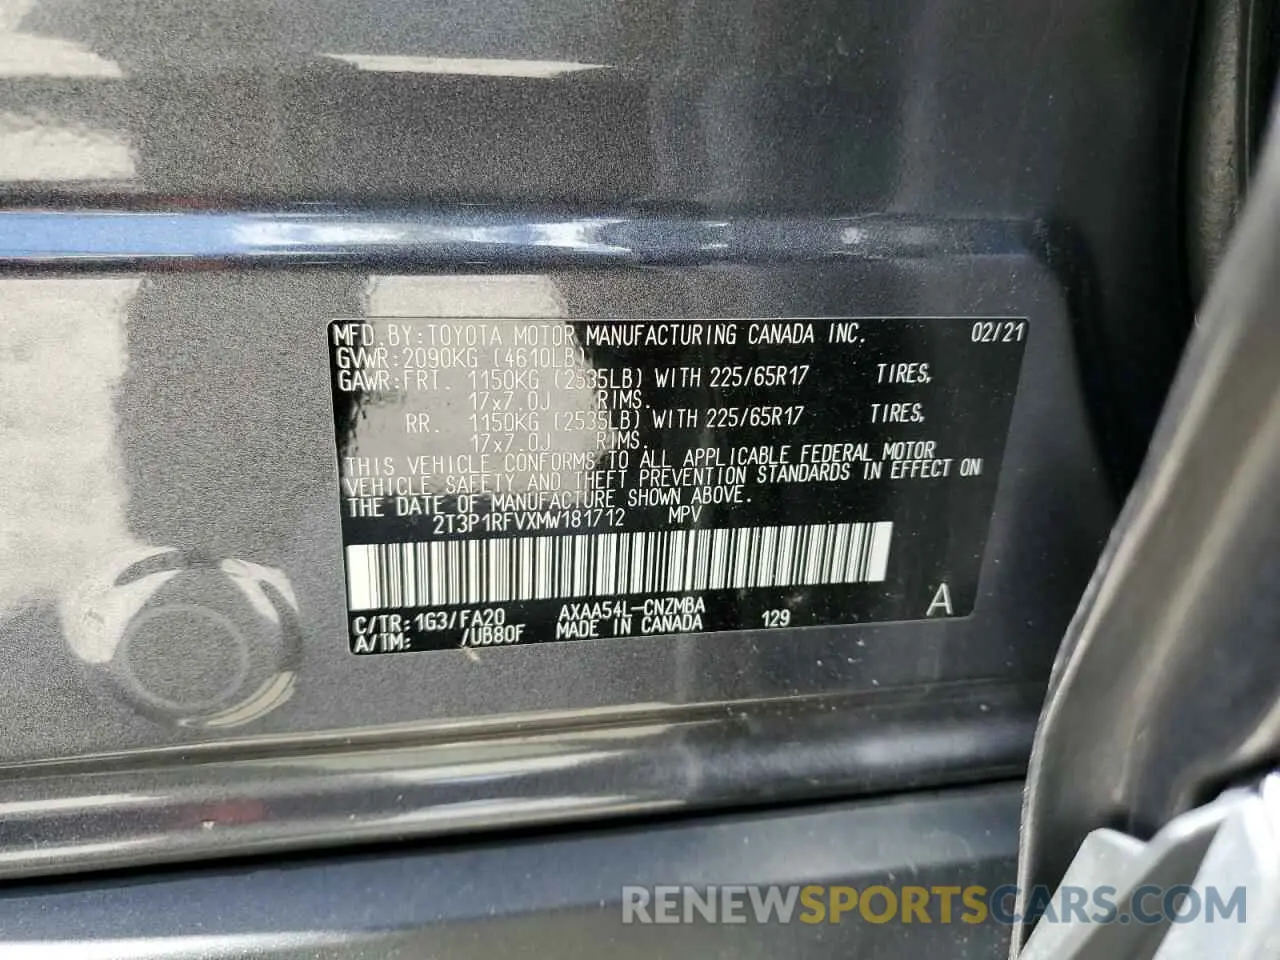 MFD.BY:TOYOTA MOTOR MANUFACTURING CANADA INC. 02/21
GVWR:2090KG (4610LB)
GAWR:FRT. 1150KG (2535LB) WITH 225/65R17 TIRES,
17x7.0J RIMS.
RR. 1150KG (2535LB) WITH 225/65R17 TIRES,
17x7.0J RIMS.
THIS VEHICLE CONFORMS TO ALL APPLICABLE FEDERAL MOTOR
VEHICLE SAFETY AND THEFT PREVENTION STANDARDS IN EFFECT ON
THE DATE OF MANUFACTURE SHOWN ABOVE.
2T3P1RFVXMW181712 MPV
C/TR:1G3/FA20 AXAA54L-CNZMBA A
A/TM: /UB80F MADE IN CANADA 129
RENEWSPORTSCARS.COM